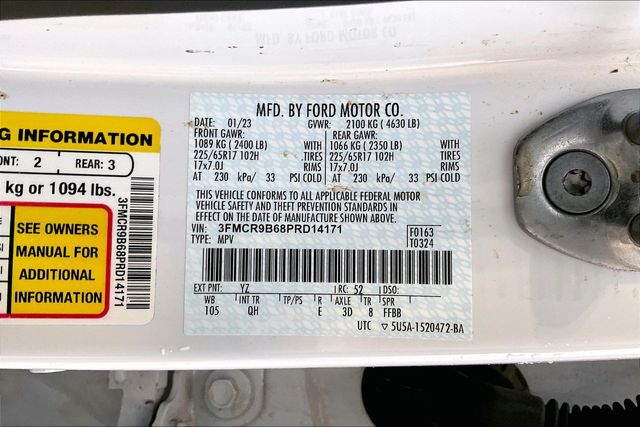 G INFORMATION
NT: 2 REAR: 3
kg or 1094 lbs.
SEE OWNERS
MANUAL FOR
ADDITIONAL
INFORMATION
3FMCR9B68PRD14171
MFD. BY FORD MOTOR CO.
DATE: 01/23 GVWR: 2100 KG ( 4630 LB)
FRONT GAWR: REAR GAWR:
1089 KG ( 2400 LB) WITH 1066 KG ( 2350 LB) WITH
225/65R17 102H TIRES 225/65R17 102H TIRES
17x7.0J RIMS 17x7.0J RIMS
AT 230 kPa/ 33 PSI COLD AT 230 kPa/ 33 PSI COLD
THIS VEHICLE CONFORMS TO ALL APPLICABLE FEDERAL MOTOR
VEHICLE SAFETY AND THEFT PREVENTION STANDARDS IN
EFFECT ON THE DATE OF MANUFACTURE SHOWN ABOVE.
VIN: 3FMCR9B68PRD14171 F0163
TYPE: MPV T0324
EXT PNT: YZ RC: 52 DSO:
WB INT TR TP/PS R AXLE TR SPR
105 QH E 3D 8 FFBB
UTC 5U5A-1520472-BA